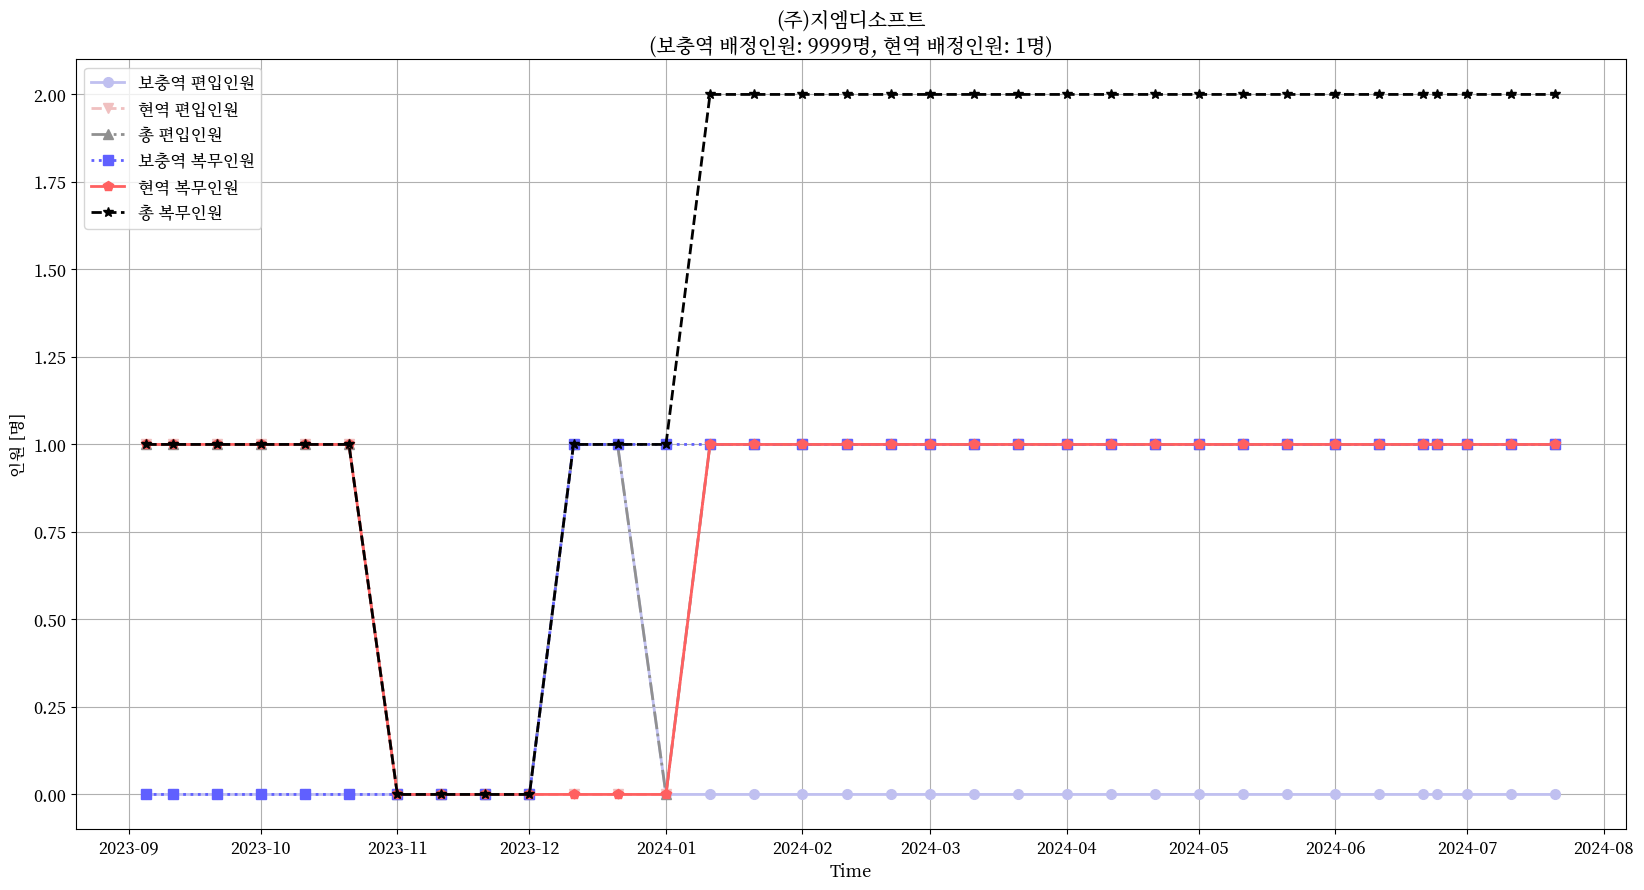 (주)지엠디소프트
(보충역 배정인원: 9999명, 현역 배정인원: 1명)
보충역 편입인원
현역 편입인원
총 편입인원
보충역 복무인원
현역 복무인원
총 복무인원
인원 [명]
2.00
1.75
1.50
1.25
1.00
0.75
0.50
0.25
0.00
2023-09 2023-10 2023-11 2023-12 2024-01 2024-02 2024-03 2024-04 2024-05 2024-06 2024-07 2024-08
Time